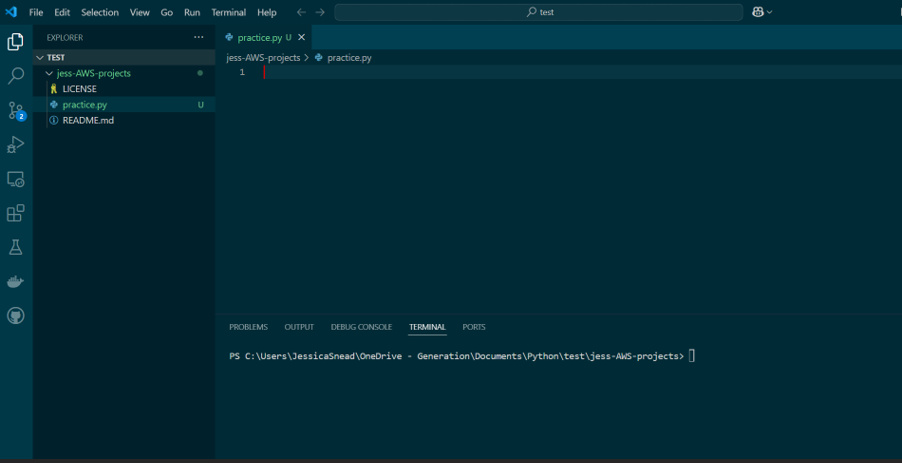 File Edit Selection View Go Run Terminal Help test
EXPLORER ...
TEST
jess-AWS-projects
LICENSE
practice.py U
README.md
2
practice.py U
jess-AWS-projects > practice.py
1
PROBLEMS OUTPUT DEBUG CONSOLE TERMINAL PORTS
PS C:\Users\JessicaSnead\OneDrive - Generation\Documents\Python\test\jess-AWS-projects>